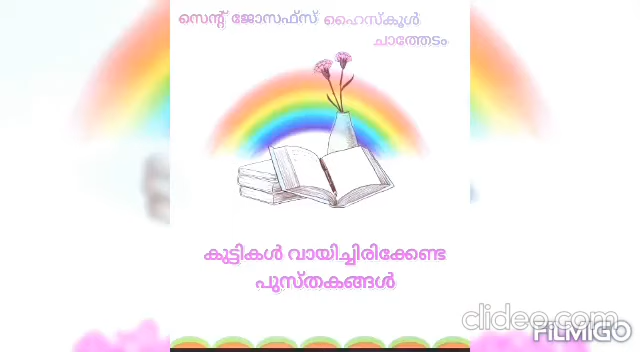 സെന്റ് ജോസഫ്സ് ഹൈസ്കൂൾ
ചാത്തേടം
കുട്ടികൾ വായിച്ചിരിക്കേണ്ട
പുസ്തകങ്ങൾ
clideo.com
FILMIGO